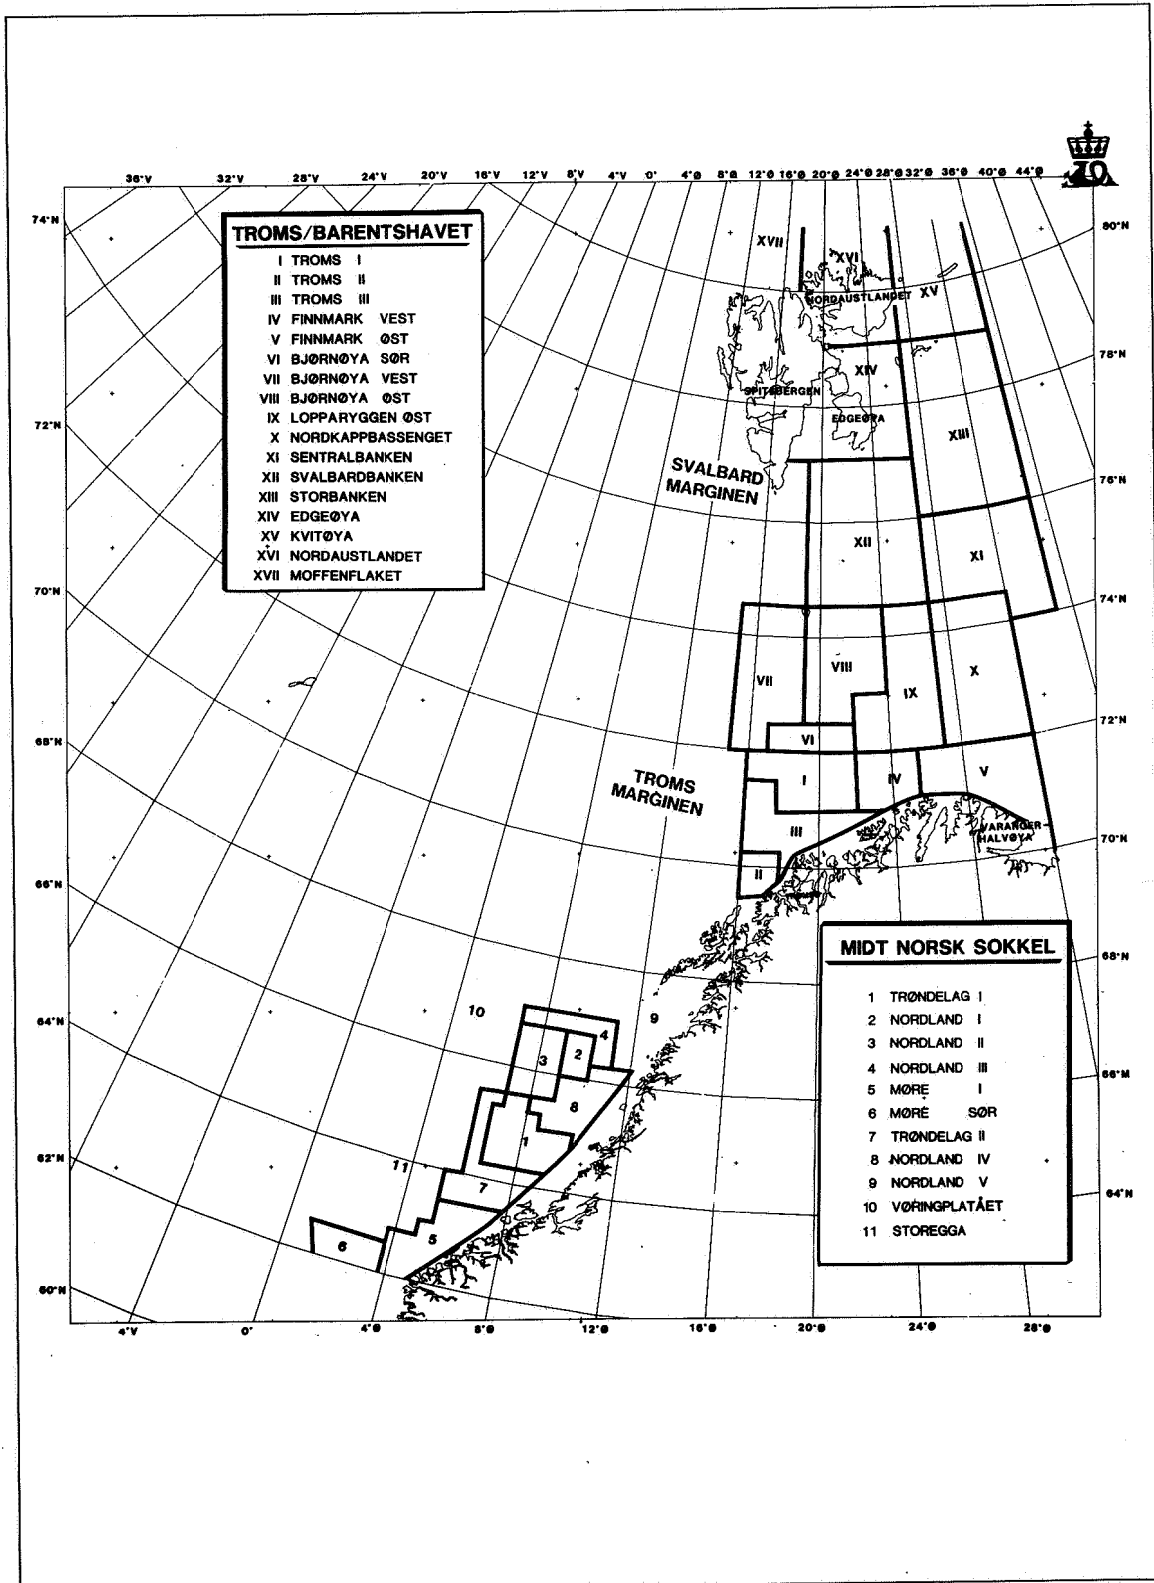 36°V 32°V 28°V 24°V 20°V 16°V 12°V 8°V 4°V 0° 4°Ø 8°Ø 12°Ø 16°Ø 20°Ø 24°Ø 28°Ø 32°Ø 36°Ø 40°Ø 44°Ø
74°N
72°N
70°N
68°N
66°N
64°N
62°N
60°N
TROMS/BARENTSHAVET
I TROMS I
II TROMS II
III TROMS III
IV FINNMARK VEST
V FINNMARK ØST
VI BJØRNØYA SØR
VII BJØRNØYA VEST
VIII BJØRNØYA ØST
IX LOPPARYGGEN ØST
X NORDKAPPBASSENGET
XI SENTRALBANKEN
XII SVALBARDBANKEN
XIII STORBANKEN
XIV EDGEØYA
XV KVITØYA
XVI NORDAUSTLANDET
XVII MOFFENFLAKET
XVII
XVI
NORDAUSTLANDET
XV
XIV
SPITSBERGEN
EDGEØYA
XIII
SVALBARD
MARGINEN
XII
XI
VIII
VII
IX
X
VI
TROMS
MARGINEN
I
IV
V
III
VARANGER
HALVØYA
II
80°N
78°N
76°N
74°N
72°N
70°N
68°N
66°N
64°N
10
9
4
3
2
8
1
11
7
5
6
MIDT NORSK SOKKEL
1 TRØNDELAG I
2 NORDLAND I
3 NORDLAND II
4 NORDLAND III
5 MØRE I
6 MØRE SØR
7 TRØNDELAG II
8 NORDLAND IV
9 NORDLAND V
10 VØRINGPLATÅET
11 STOREGGA
4°V 0° 4°Ø 8°Ø 12°Ø 16°Ø 20°Ø 24°Ø 28°Ø